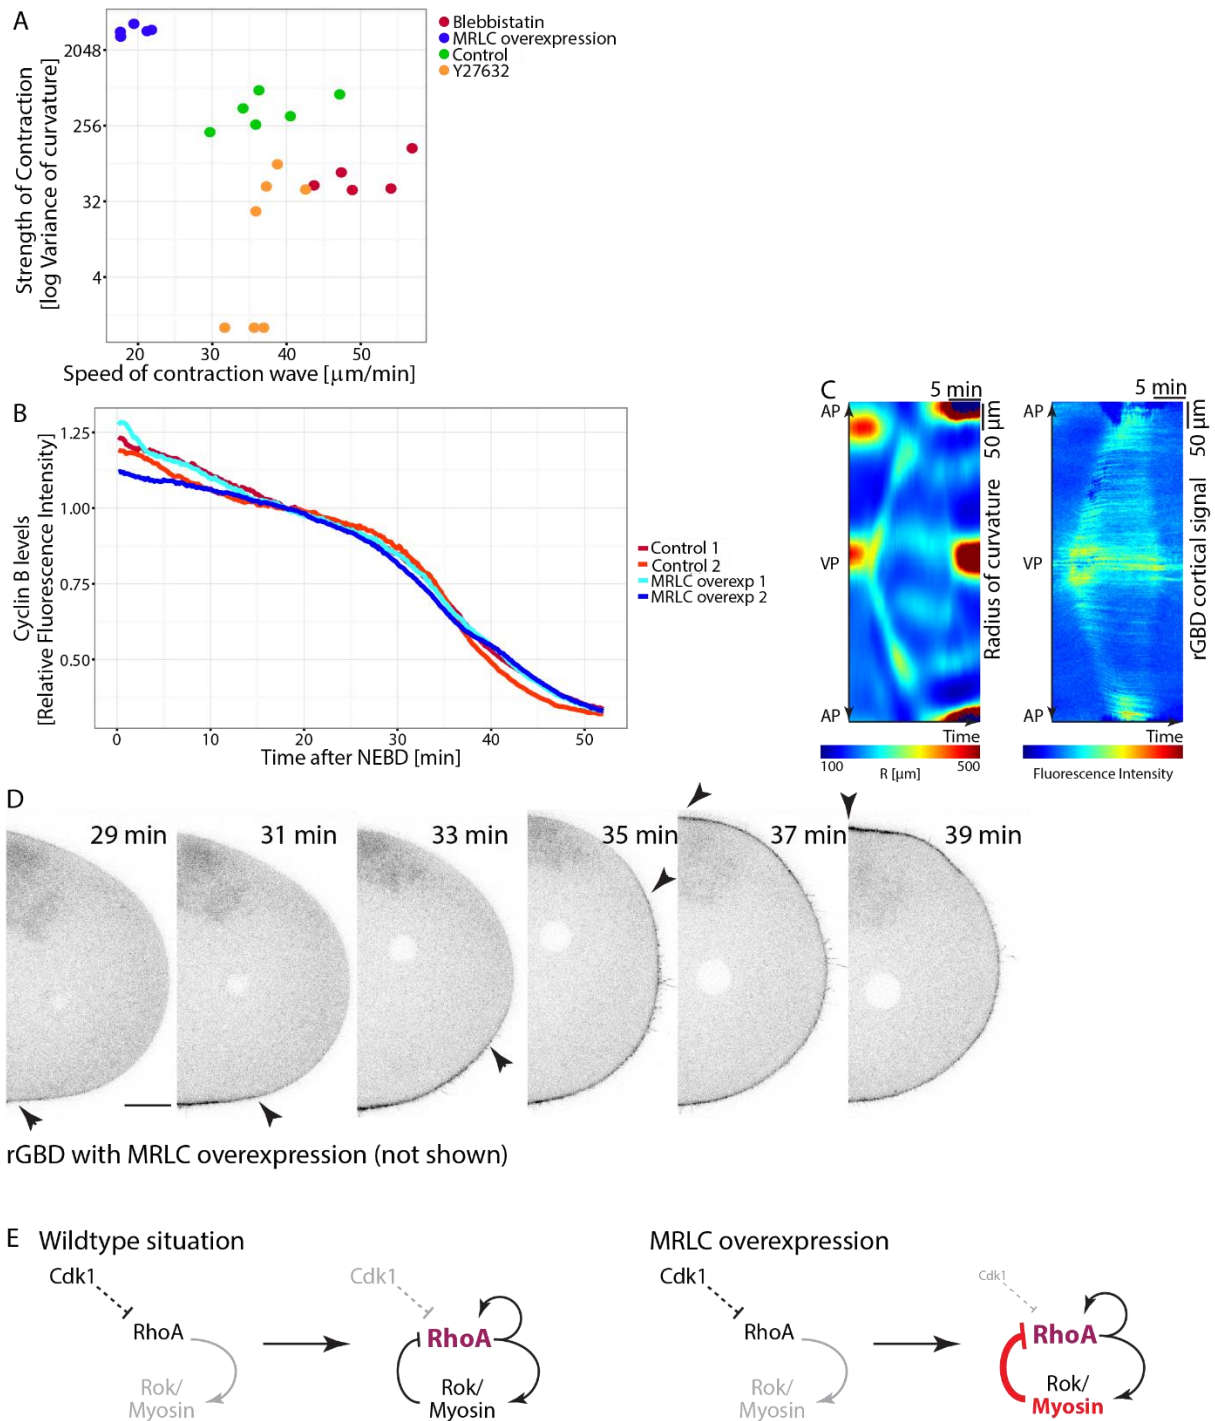 A
Strength of Contraction
[log Variance of curvature]
2048
256
32
4
20 30 40 50
Speed of contraction wave [μm/min]
Blebbistatin
MRLC overexpression
Control
Y27632
B
Cyclin B levels
[Relative Fluorescence Intensity]
1.25
1.00
0.75
0.50
0 10 20 30 40 50
Time after NEBD [min]
Control 1
Control 2
MRLC overexp 1
MRLC overexp 2
C
5 min
50 μm
AP
VP
AP
Radius of curvature
Time
100 500
R [μm]
5 min
50 μm
AP
VP
AP
rGBD cortical signal
Time
Fluorescence Intensity
D
29 min
31 min
33 min
35 min
37 min
39 min
rGBD with MRLC overexpression (not shown)
E Wildtype situation
Cdk1
RhoA
Rok/
Myosin
Cdk1
RhoA
Rok/
Myosin
MRLC overexpression
Cdk1
RhoA
Rok/
Myosin
Cdk1
RhoA
Rok/
Myosin